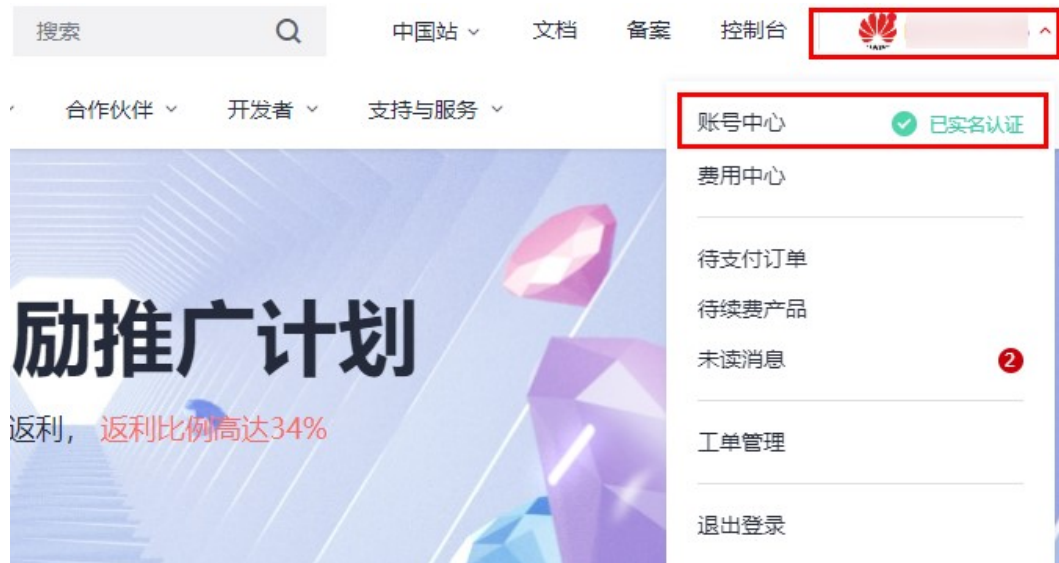 搜索
中国站
文档
备案
控制台
合作伙伴
开发者
支持与服务
账号中心
已实名认证
费用中心
待支付订单
待续费产品
未读消息
2
工单管理
退出登录
励推广计划
返利，返利比例高达34%